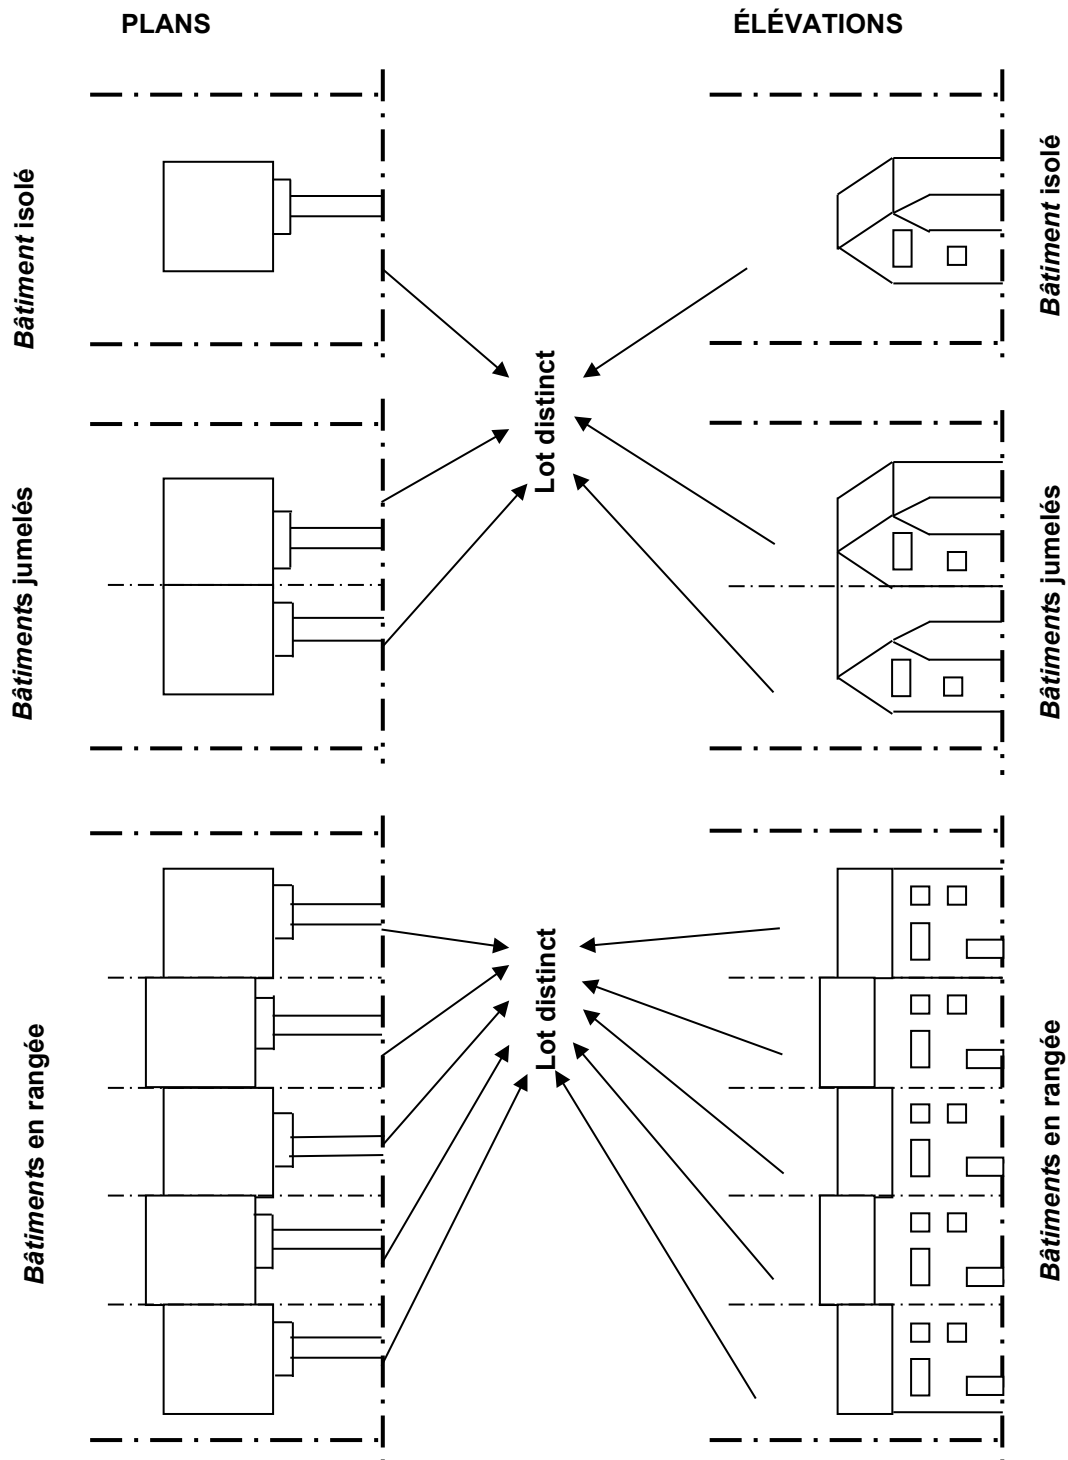 PLANS
ÉLÉVATIONS
Bâtiment isolé
Bâtiment isolé
Lot distinct
Bâtiments jumelés
Bâtiments jumelés
Lot distinct
Bâtiments en rangée
Bâtiments en rangée